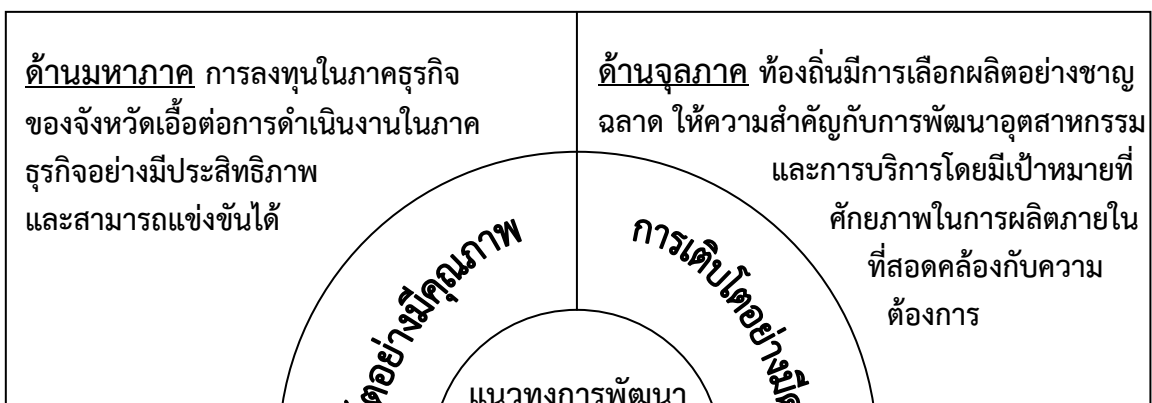 ด้านมหาภาค การลงทุนในภาคธุรกิจ
ของจังหวัดเอื้อต่อการดำเนินงานในภาค
ธุรกิจอย่างมีประสิทธิภาพ
และสามารถแข่งขันได้
ด้านจุลภาค ท้องถิ่นมีการเลือกผลิตอย่างชาญ
ฉลาด ให้ความสำคัญกับการพัฒนาอุตสาหกรรม
และการบริการโดยมีเป้าหมายที่
ศักยภาพในการผลิตภายใน
ที่สอดคล้องกับความ
ต้องการ
อย่างมีคุณภาพ
การเติบโตอย่างมี
แนวทงการพัฒนา